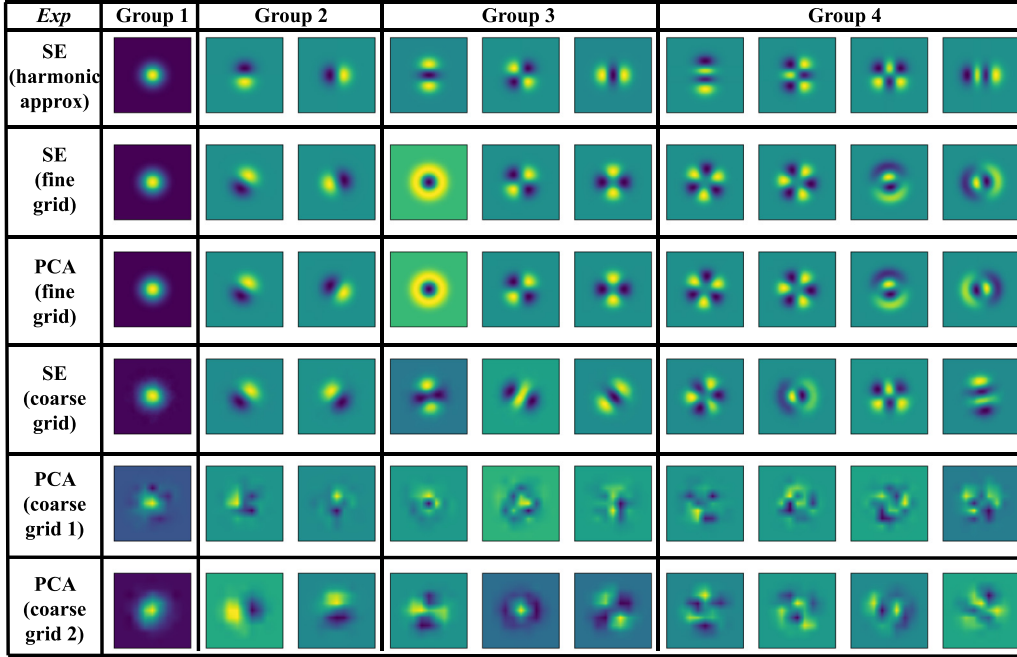 Exp Group 1 Group 2 Group 3 Group 4
SE
(harmonic
approx)
SE
(fine
grid)
PCA
(fine
grid)
SE
(coarse
grid)
PCA
(coarse
grid 1)
PCA
(coarse
grid 2)